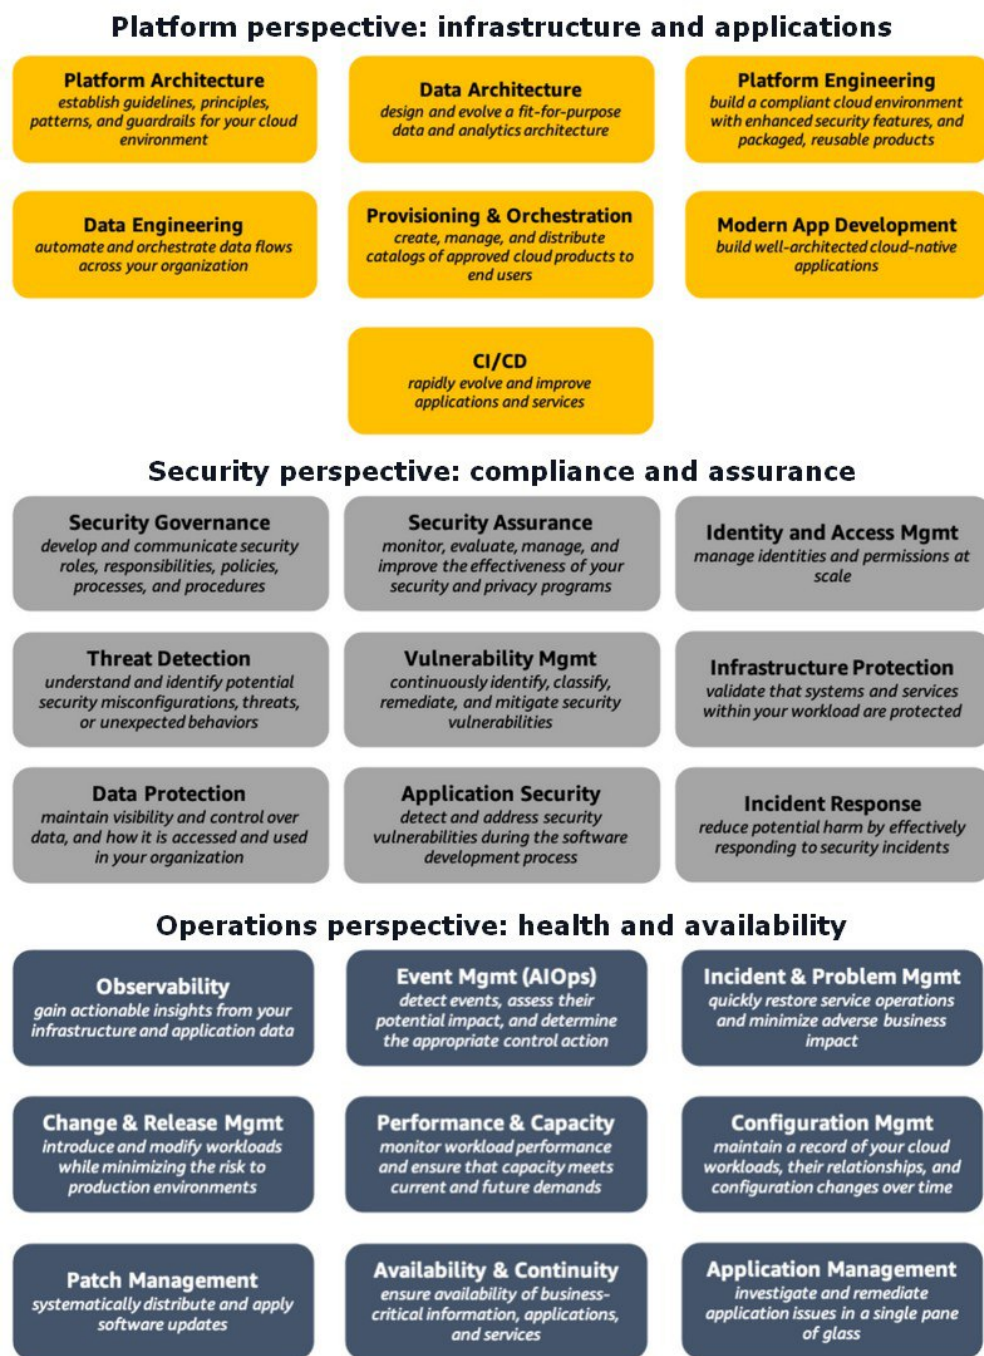 Platform perspective: infrastructure and applications
Platform Architecture
establish guidelines, principles,
patterns, and guardrails for your cloud
environment
Data Architecture
design and evolve a fit-for-purpose
data and analytics architecture
Platform Engineering
build a compliant cloud environment
with enhanced security features, and
packaged, reusable products
Data Engineering
automate and orchestrate data flows
across your organization
Provisioning & Orchestration
create, manage, and distribute
catalogs of approved cloud products to
end users
Modern App Development
build well-architected cloud-native
applications
CI/CD
rapidly evolve and improve
applications and services
Security perspective: compliance and assurance
Security Governance
develop and communicate security
roles, responsibilities, policies,
processes, and procedures
Security Assurance
monitor, evaluate, manage, and
improve the effectiveness of your
security and privacy programs
Identity and Access Mgmt
manage identities and permissions at
scale
Threat Detection
understand and identify potential
security misconfigurations, threats,
or unexpected behaviors
Vulnerability Mgmt
continuously identify, classify,
remediate, and mitigate security
vulnerabilities
Infrastructure Protection
validate that systems and services
within your workload are protected
Data Protection
maintain visibility and control over
data, and how it is accessed and used
in your organization
Application Security
detect and address security
vulnerabilities during the software
development process
Incident Response
reduce potential harm by effectively
responding to security incidents
Operations perspective: health and availability
Observability
gain actionable insights from your
infrastructure and application data
Event Mgmt (AIOps)
detect events, assess their
potential impact, and determine
the appropriate control action
Incident & Problem Mgmt
quickly restore service operations
and minimize adverse business
impact
Change & Release Mgmt
introduce and modify workloads
while minimizing the risk to
production environments
Performance & Capacity
monitor workload performance
and ensure that capacity meets
current and future demands
Configuration Mgmt
maintain a record of your cloud
workloads, their relationships, and
configuration changes over time
Patch Management
systematically distribute and apply
software updates
Availability & Continuity
ensure availability of business-
critical information, applications,
and services
Application Management
investigate and remediate
application issues in a single pane
of glass